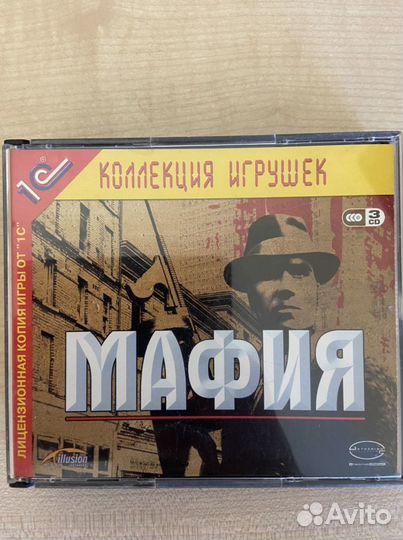 1С®
КОЛЛЕКЦИЯ ИГРУШЕК
ЛИЦЕНЗИОННАЯ КОПИЯ ИГРЫ ОТ "1С"
3
CD
МАФИЯ
illusion
Avito